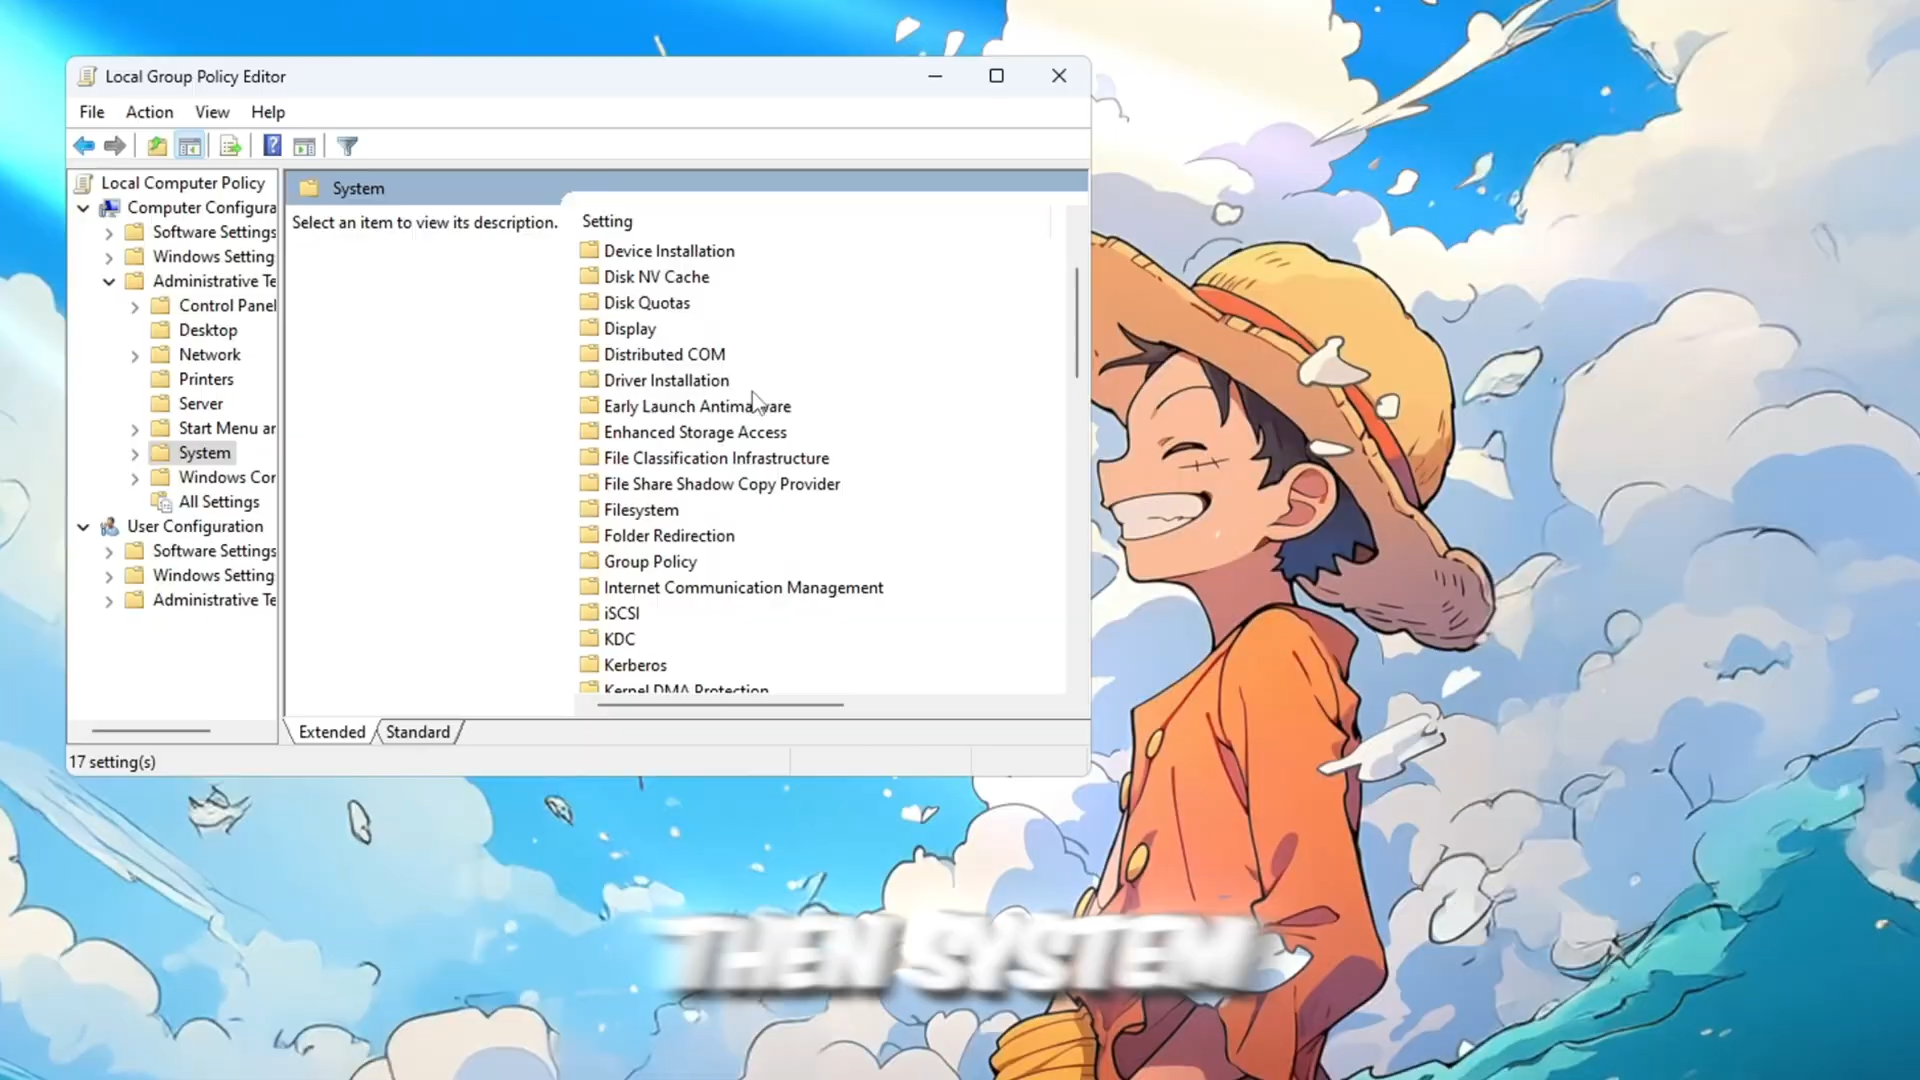 Local Group Policy Editor
File Action View Help
Local Computer Policy
Computer Configura
Software Settings
Windows Setting
Administrative Te
Control Panel
Desktop
Network
Printers
Server
Start Menu ar
System
Windows Cor
All Settings
User Configuration
Software Settings
Windows Setting
Administrative Te
System
Select an item to view its description.
Setting
Device Installation
Disk NV Cache
Disk Quotas
Display
Distributed COM
Driver Installation
Early Launch Antimalware
Enhanced Storage Access
File Classification Infrastructure
File Share Shadow Copy Provider
Filesystem
Folder Redirection
Group Policy
Internet Communication Management
iSCSI
KDC
Kerberos
Kernel DMA Protection
Extended Standard
17 setting(s)
THEN SYSTEM